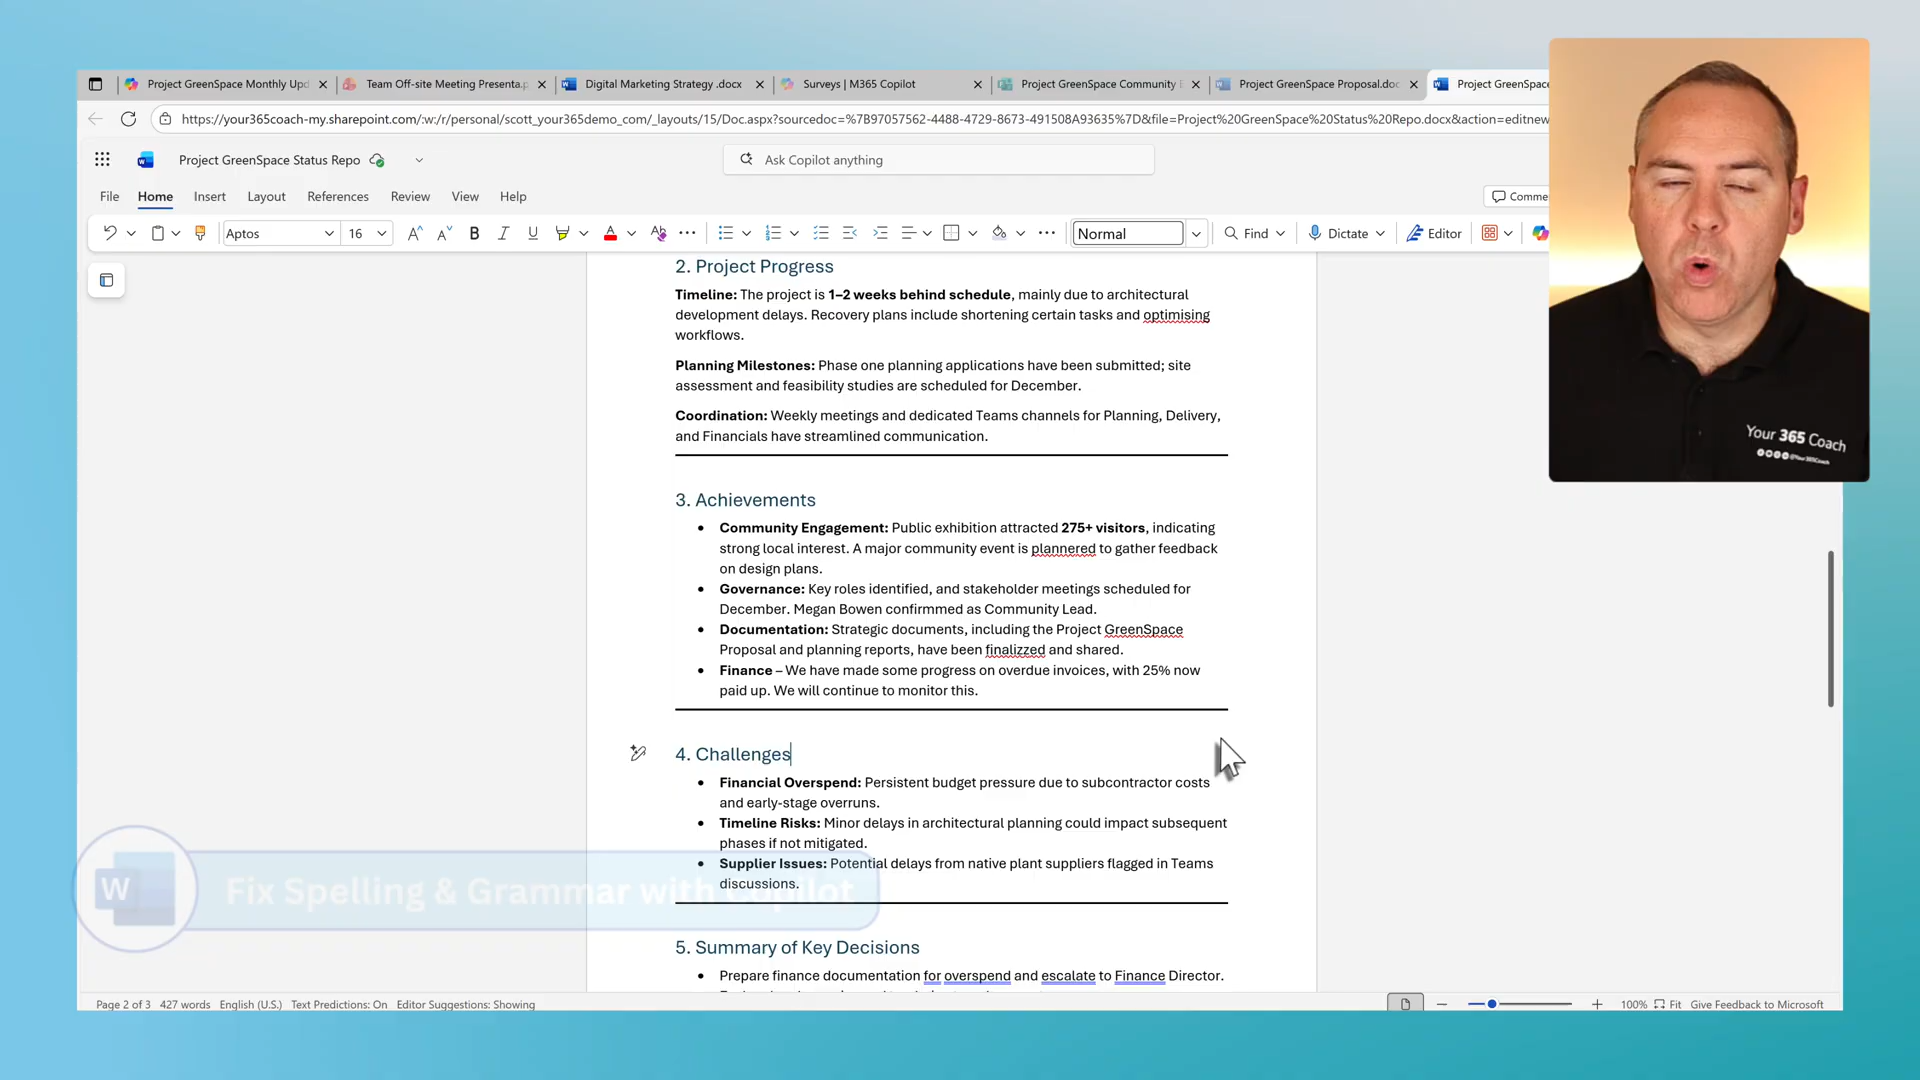 Project GreenSpace Monthly Upd
Team Off-site Meeting Presenta.p
Digital Marketing Strategy .docx
Surveys | M365 Copilot
Project GreenSpace Community E
Project GreenSpace Proposal.doc
Project GreenSpace
https://your365coach-my.sharepoint.com/:w:/r/personal/scott_your365demo_com/_layouts/15/Doc.aspx?sourcedoc=%7B97057562-4488-4729-8673-491508A93635%7D&file=Project%20GreenSpace%20Status%20Repo.docx&action=editnew
Project GreenSpace Status Repo
Ask Copilot anything
File Home Insert Layout References Review View Help
Comme
Aptos 16 Normal Find Dictate Editor
2. Project Progress
Timeline: The project is 1–2 weeks behind schedule, mainly due to architectural
development delays. Recovery plans include shortening certain tasks and optimising
workflows.
Planning Milestones: Phase one planning applications have been submitted; site
assessment and feasibility studies are scheduled for December.
Coordination: Weekly meetings and dedicated Teams channels for Planning, Delivery,
and Financials have streamlined communication.
3. Achievements
• Community Engagement: Public exhibition attracted 275+ visitors, indicating
strong local interest. A major community event is plannered to gather feedback
on design plans.
• Governance: Key roles identified, and stakeholder meetings scheduled for
December. Megan Bowen confirmmed as Community Lead.
• Documentation: Strategic documents, including the Project GreenSpace
Proposal and planning reports, have been finalizzed and shared.
• Finance – We have made some progress on overdue invoices, with 25% now
paid up. We will continue to monitor this.
4. Challenges
• Financial Overspend: Persistent budget pressure due to subcontractor costs
and early-stage overruns.
• Timeline Risks: Minor delays in architectural planning could impact subsequent
phases if not mitigated.
• Supplier Issues: Potential delays from native plant suppliers flagged in Teams
discussions.
W
Fix Spelling & Grammar with Copilot
5. Summary of Key Decisions
• Prepare finance documentation for overspend and escalate to Finance Director.
Page 2 of 3 427 words English (U.S.) Text Predictions: On Editor Suggestions: Showing
100% Fit Give Feedback to Microsoft
Your 365 Coach